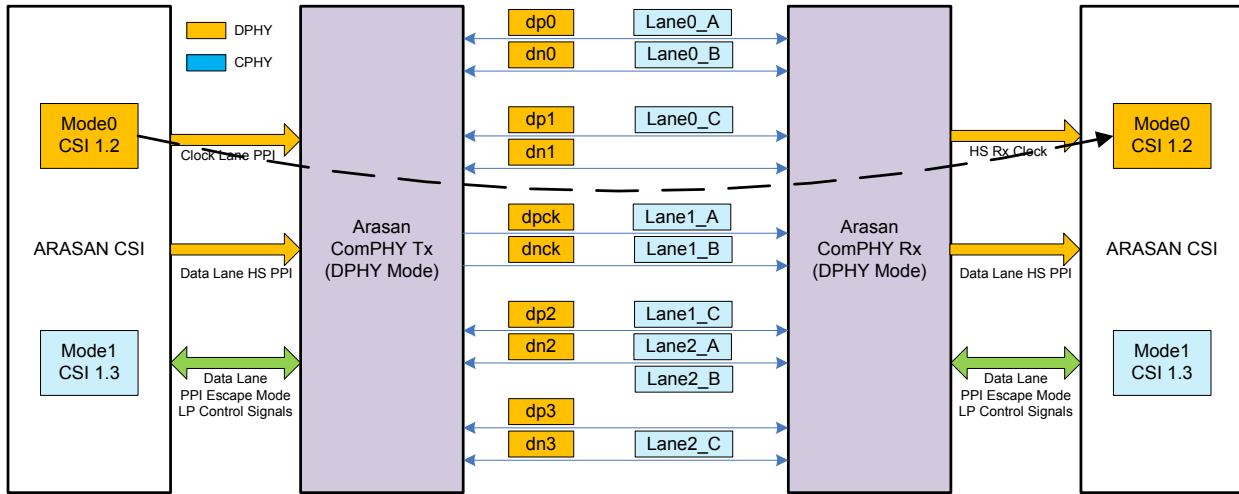 DPHY
CPHY
Mode0
CSI 1.2
Clock Lane PPI
ARASAN CSI
Data Lane HS PPI
Mode1
CSI 1.3
Data Lane
PPI Escape Mode
LP Control Signals
Arasan
ComPHY Tx
(DPHY Mode)
dp0 Lane0_A
dn0 Lane0_B
dp1 Lane0_C
dn1
dpck Lane1_A
dnck Lane1_B
dp2 Lane1_C
dn2 Lane2_A
Lane2_B
dp3
dn3 Lane2_C
Arasan
ComPHY Rx
(DPHY Mode)
HS Rx Clock
Data Lane HS PPI
Data Lane
PPI Escape Mode
LP Control Signals
Mode0
CSI 1.2
ARASAN CSI
Mode1
CSI 1.3